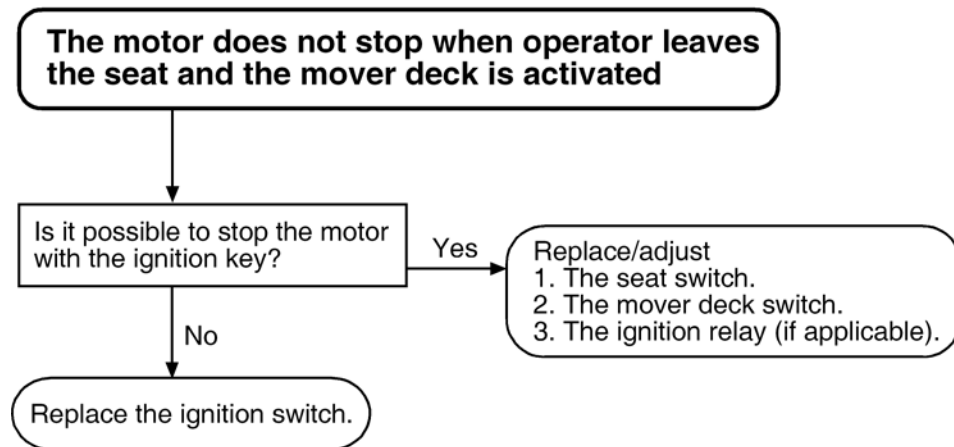 The motor does not stop when operator leaves
the seat and the mover deck is activated
Is it possible to stop the motor
with the ignition key?
Yes
Replace/adjust
1. The seat switch.
2. The mover deck switch.
3. The ignition relay (if applicable).
No
Replace the ignition switch.